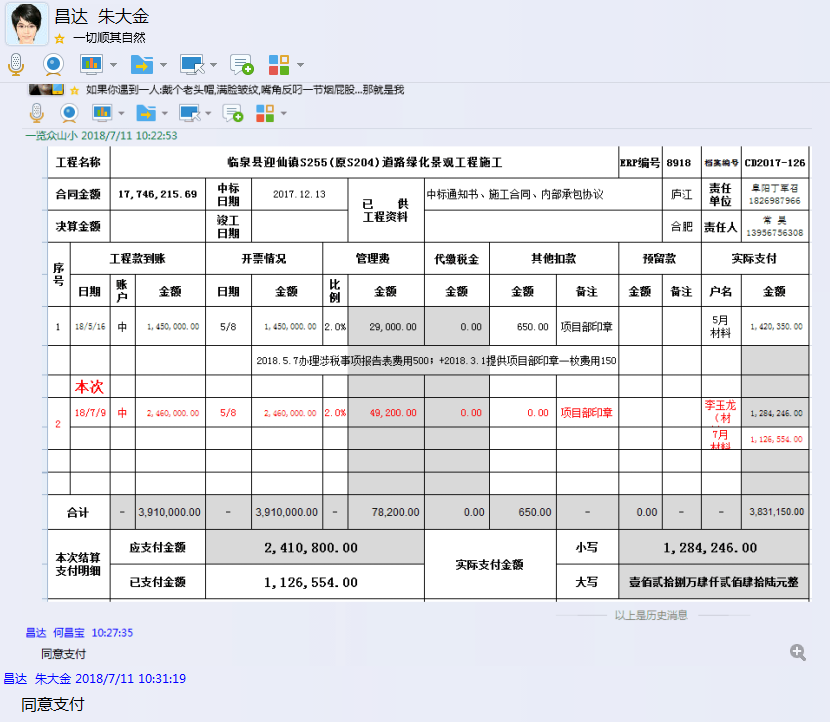 昌达 朱大金
一切顺其自然
如果你遇到一人:戴个老头帽,满脸皱纹,嘴角反叼一节烟屁股...那就是我
一览众山小 2018/7/11 10:22:53
工程名称 临泉县迎仙镇S255(原S204)道路绿化景观工程施工 ERP编号 8918 档案编号 CD2017-126
合同金额 17,746,215.69 中标日期 2017.12.13 已 供 工程资料 中标通知书、施工合同、内部承包协议 庐江 责任单位 阜阳丁军召 1826987966
决算金额 竣工日期 合肥 责任人 常昊 13956756308
序号 工程款到账 开票情况 管理费 代缴税金 其他扣款 预留款 实际支付
日期 账户 金额 日期 金额 比例 金额 金额 金额 备注 金额 备注 户名 金额
1 18/5/16 中 1,450,000.00 5/8 1,450,000.00 2.0% 29,000.00 0.00 650.00 项目部印章 5月材料 1,420,350.00
2018.5.7办理涉税事项报告表费用500；+2018.3.1提供项目部印章一枚费用150
本次
2 18/7/9 中 2,460,000.00 5/8 2,460,000.00 2.0% 49,200.00 0.00 0.00 项目部印章 李玉龙（材 1,284,246.00
7月材料 1,126,554.00
合计 - 3,910,000.00 - 3,910,000.00 - 78,200.00 0.00 650.00 - 0.00 - - 3,831,150.00
本次结算支付明细 应支付金额 2,410,800.00 实际支付金额 小写 1,284,246.00
已支付金额 1,126,554.00 大写 壹佰贰拾捌万肆仟贰佰肆拾陆元整
以上是历史消息
昌达 何昌宝 10:27:35
同意支付
昌达 朱大金 2018/7/11 10:31:19
同意支付